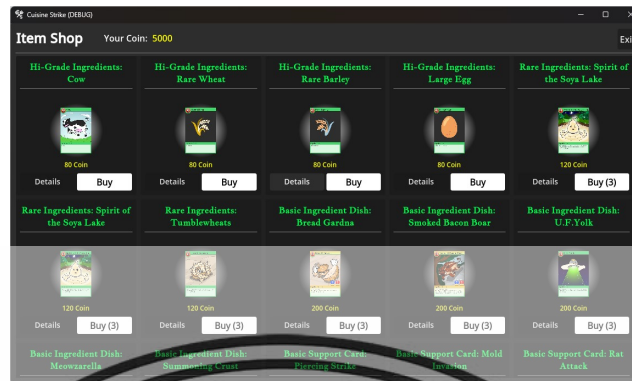 Cuisine Strike (DEBUG)
Item Shop Your Coin: 5000 Exi
Hi-Grade Ingredients: Hi-Grade Ingredients: Hi-Grade Ingredients: Hi-Grade Ingredients: Rare Ingredients: Spirit of
Cow Rare Wheat Rare Barley Large Egg the Soya Lake
80 Coin 80 Coin 80 Coin 80 Coin 120 Coin
Details Buy Details Buy Details Buy Details Buy Details Buy (3)
Rare Ingredients: Spirit of Rare Ingredients: Basic Ingredient Dish: Basic Ingredient Dish: Basic Ingredient Dish:
the Soya Lake Tumblewheats Bread Gardna Smoked Bacon Boar U.F.Yolk
120 Coin 120 Coin 200 Coin 200 Coin 200 Coin
Details Buy (3) Details Buy (3) Details Buy (3) Details Buy (3) Details Buy (3)
Basic Ingredient Dish: Basic Ingredient Dish: Basic Support Card: Basic Support Card: Mold Basic Support Card: Rat
Meowzarella Summoning Crust Piercing Strike Invasion Attack